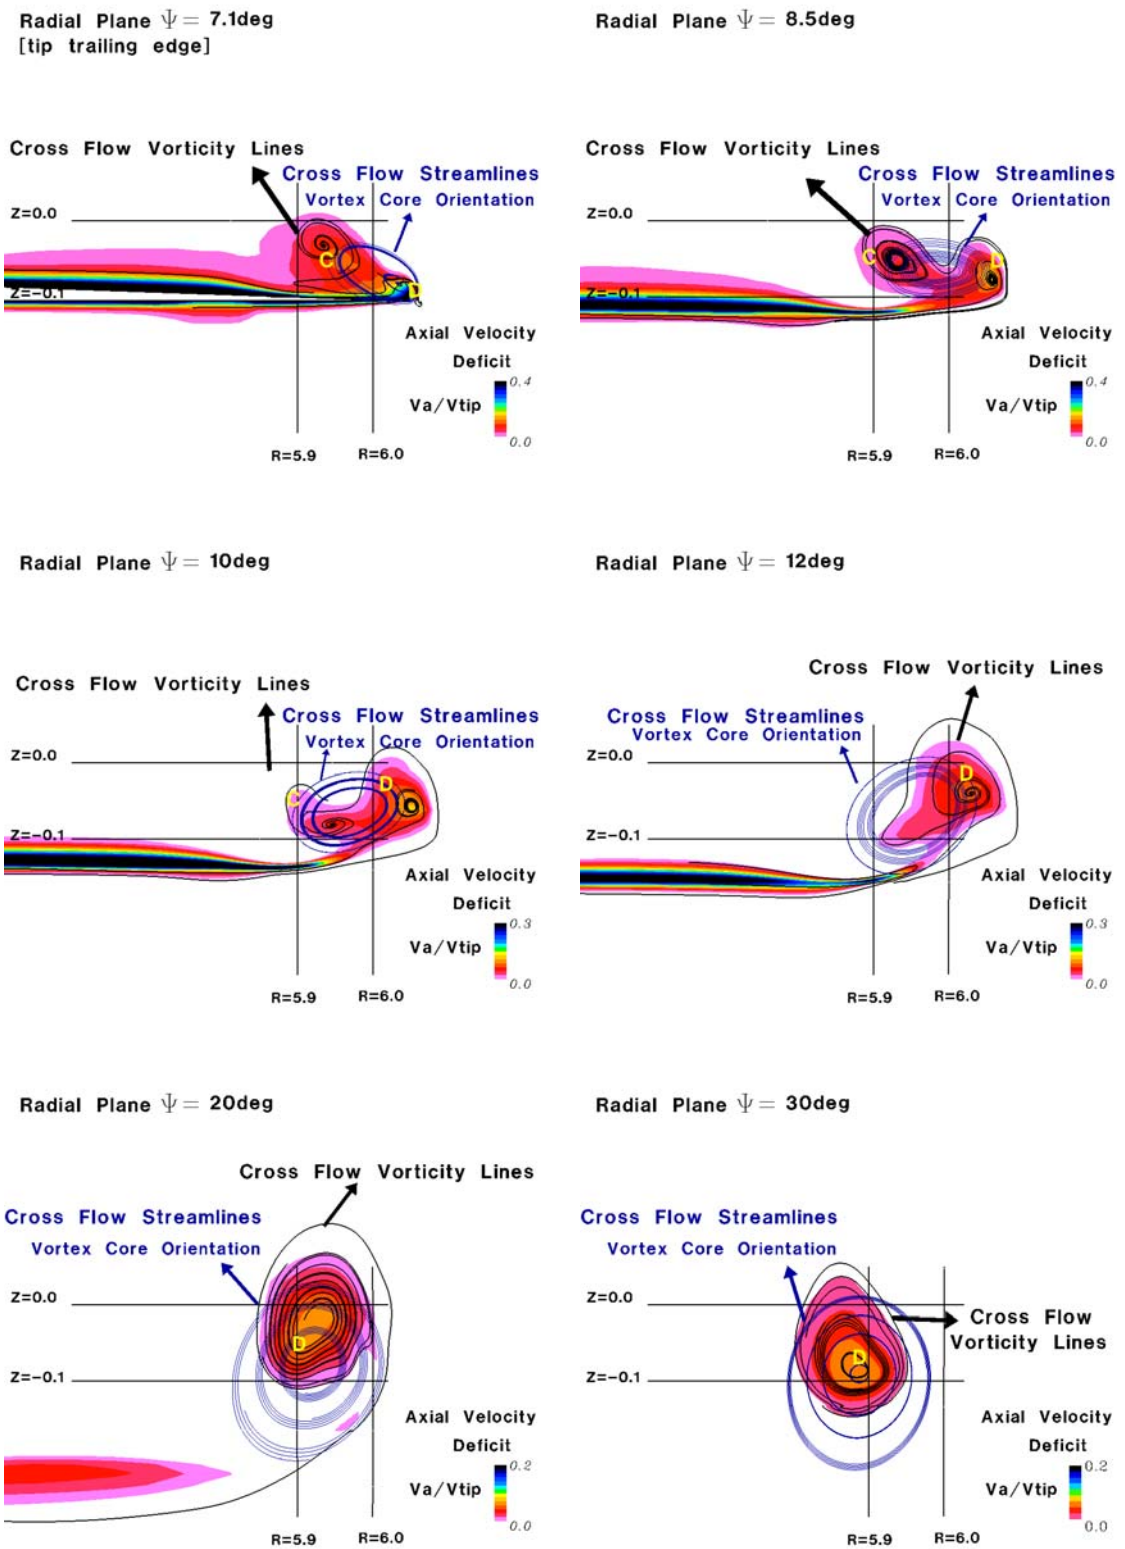 Radial Plane Ψ = 7.1deg
[tip trailing edge]
Cross Flow Vorticity Lines
Cross Flow Streamlines
Vortex Core Orientation
Z=0.0
C
D
Z=-0.1
Axial Velocity
Deficit
0.4
Va/Vtip
0.0
R=5.9
R=6.0
Radial Plane Ψ = 8.5deg
Cross Flow Vorticity Lines
Cross Flow Streamlines
Vortex Core Orientation
Z=0.0
C
D
Z=-0.1
Axial Velocity
Deficit
0.4
Va/Vtip
0.0
R=5.9
R=6.0
Radial Plane Ψ = 10deg
Cross Flow Vorticity Lines
Cross Flow Streamlines
Vortex Core Orientation
Z=0.0
D
C
Z=-0.1
Axial Velocity
Deficit
0.3
Va/Vtip
0.0
R=5.9
R=6.0
Radial Plane Ψ = 12deg
Cross Flow Vorticity Lines
Cross Flow Streamlines
Vortex Core Orientation
Z=0.0
D
Z=-0.1
Axial Velocity
Deficit
0.3
Va/Vtip
0.0
R=5.9
R=6.0
Radial Plane Ψ = 20deg
Cross Flow Vorticity Lines
Cross Flow Streamlines
Vortex Core Orientation
Z=0.0
D
Z=-0.1
Axial Velocity
Deficit
0.2
Va/Vtip
0.0
R=5.9
R=6.0
Radial Plane Ψ = 30deg
Cross Flow Streamlines
Vortex Core Orientation
Z=0.0
Cross Flow
Vorticity Lines
D
Z=-0.1
Axial Velocity
Deficit
0.2
Va/Vtip
0.0
R=5.9
R=6.0